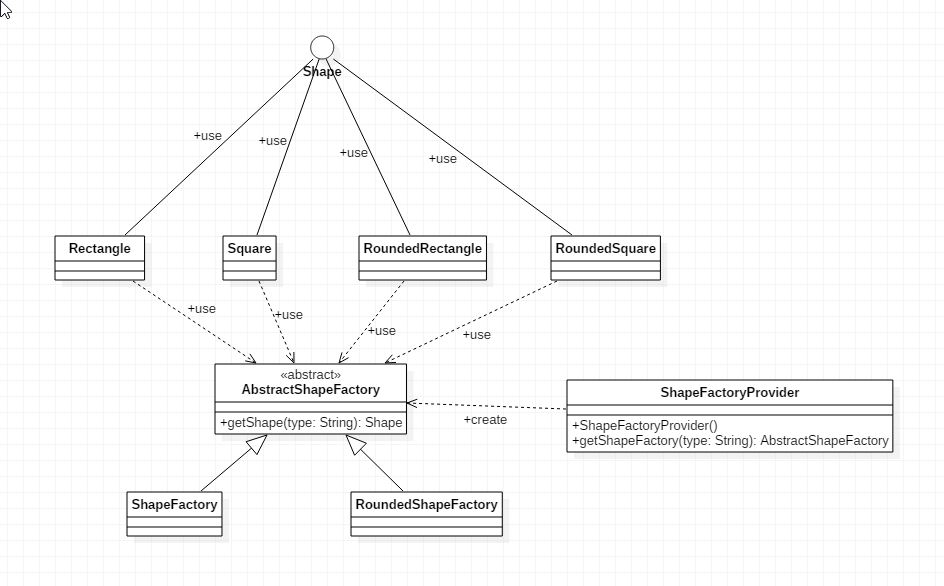 Shape
+use
+use
+use
+use
Rectangle
Square
RoundedRectangle
RoundedSquare
+use
+use
+use
+use
«abstract»
AbstractShapeFactory
+getShape(type: String): Shape
+create
ShapeFactoryProvider
+ShapeFactoryProvider()
+getShapeFactory(type: String): AbstractShapeFactory
ShapeFactory
RoundedShapeFactory